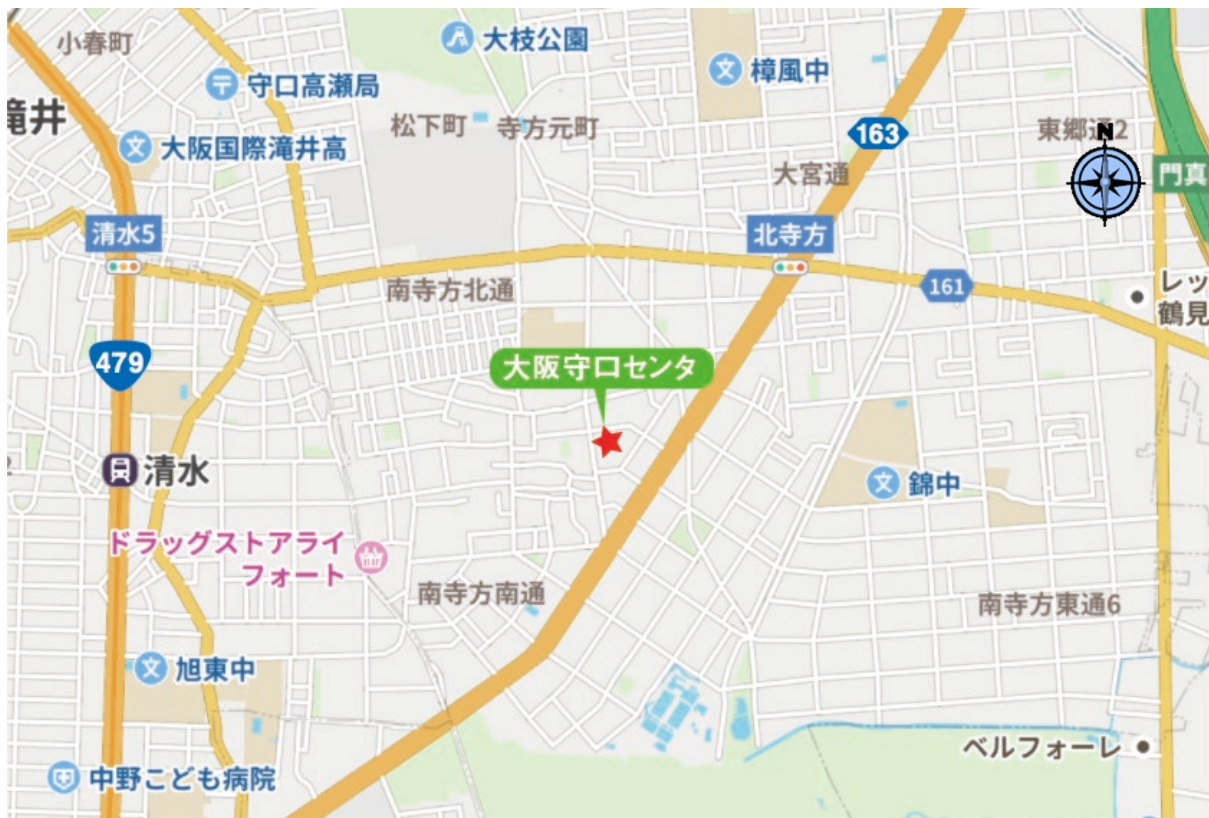 小春町
大枝公園
守口高瀬局
樟風中
滝井
松下町
寺方元町
163
東郷通2
N
大阪国際滝井高
大宮通
門真
清水5
北寺方
南寺方北通
161
レッ
鶴見
479
大阪守口センタ
清水
錦中
ドラッグストアライ
フォート
南寺方南通
南寺方東通6
旭東中
ベルフォーレ
中野こども病院